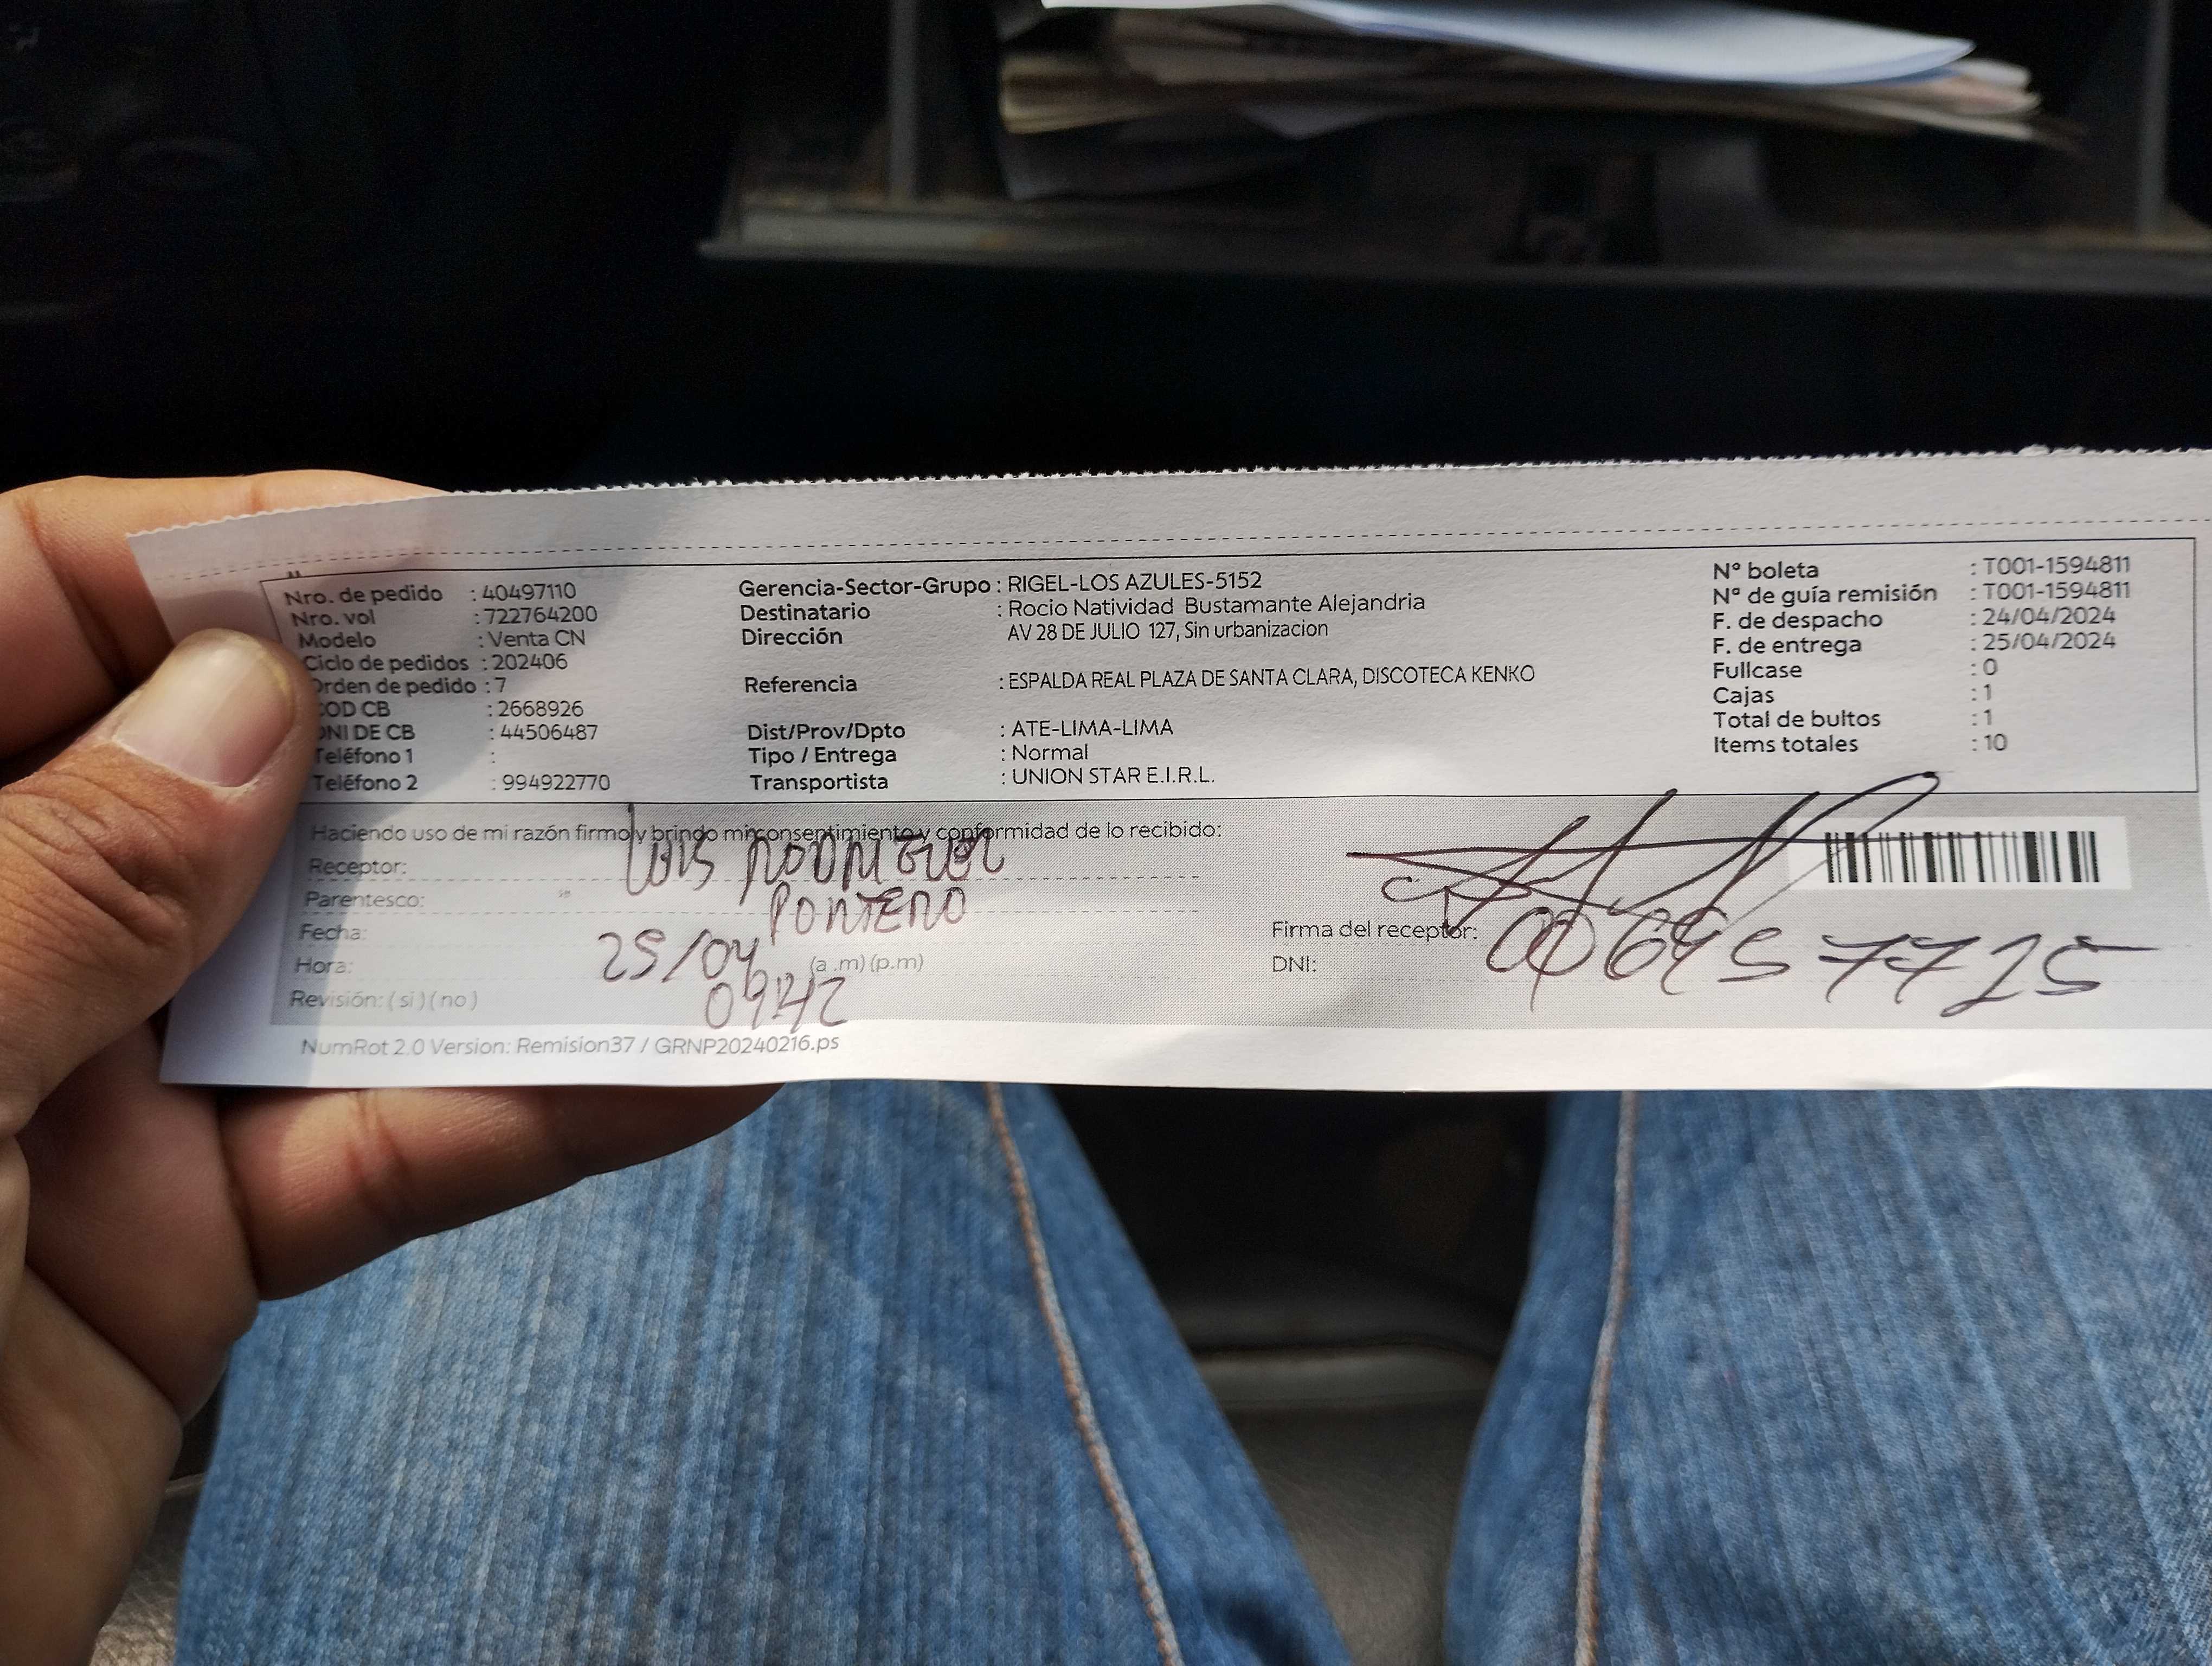 Nro. de pedido : 40497110
Nro. vol : 722764200
Modelo : Venta CN
Ciclo de pedidos : 202406
Orden de pedido : 7
COD CB : 2668926
DNI DE CB : 44506487
Teléfono 1 :
Teléfono 2 : 994922770
Gerencia-Sector-Grupo : RIGEL-LOS AZULES-5152
Destinatario : Rocio Natividad Bustamante Alejandria
Dirección AV 28 DE JULIO 127, Sin urbanizacion
Referencia : ESPALDA REAL PLAZA DE SANTA CLARA, DISCOTECA KENKO
Dist/Prov/Dpto : ATE-LIMA-LIMA
Tipo / Entrega : Normal
Transportista : UNION STAR E.I.R.L.
N° boleta : T001-1594811
N° de guía remisión : T001-1594811
F. de despacho : 24/04/2024
F. de entrega : 25/04/2024
Fullcase : 0
Cajas : 1
Total de bultos : 1
Items totales : 10
Haciendo uso de mi razón firmo y brindo mi consentimiento y conformidad de lo recibido:
Receptor: LUIS RODRIGUEZ
Parentesco: PORTERO
Fecha: 25/04
Hora: (a .m) (p.m)
09:42
Revisión: ( si ) ( no )
Firma del receptor:
DNI:
NumRot 2.0 Version: Remision37 / GRNP20240216.ps